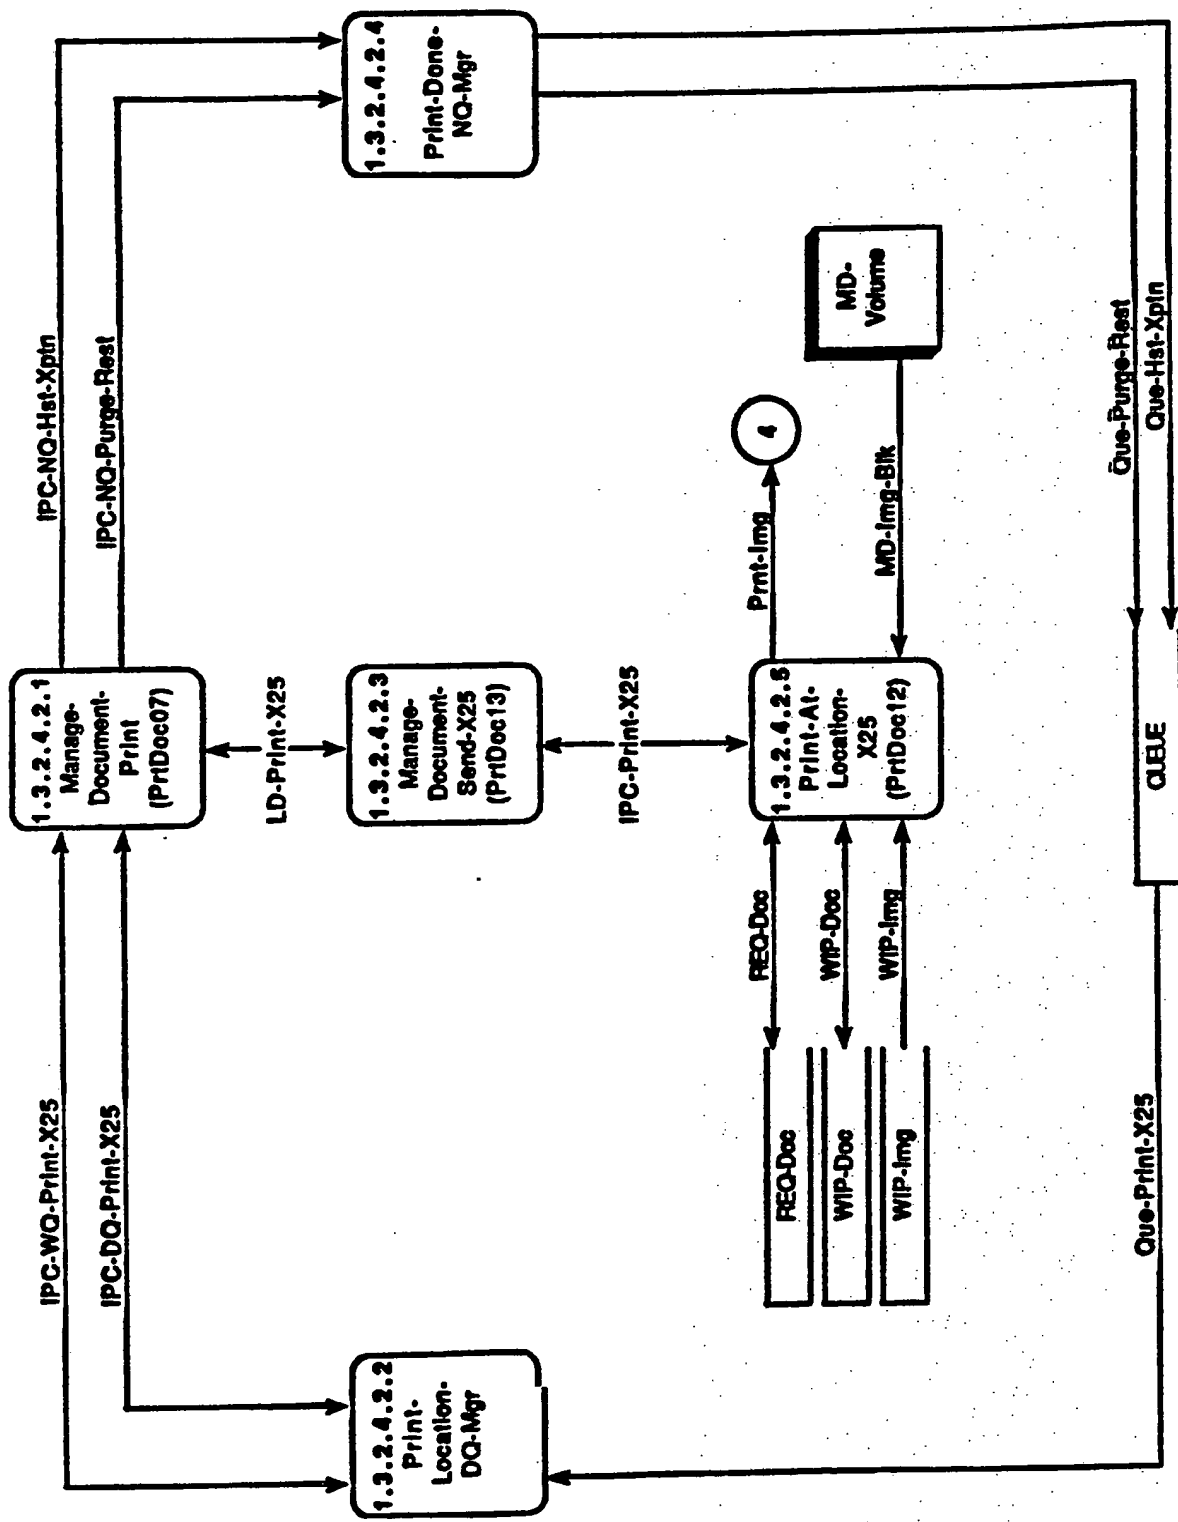 1.3.2.4.2.1
Manage-
Document-
Print
(PrtDoc07)
IPC-WQ-Print-X25
IPC-DQ-Print-X25
IPC-NQ-Hst-Xptn
IPC-NQ-Purge-Rest
LD-Print-X25
1.3.2.4.2.2
Print-
Location-
DQ-Mgr
1.3.2.4.2.3
Manage-
Document-
Send-X25
(PrtDoc13)
1.3.2.4.2.4
Print-Done-
NQ-Mgr
IPC-Print-X25
Prnt-Img
4
REQ-Doc
REQ-Doc
WIP-Doc
WIP-Doc
WIP-Img
WIP-Img
1.3.2.4.2.5
Print-At-
Location-
X25
(PrtDoc12)
MD-Img-Blk
MD-
Volume
Que-Print-X25
QUEUE
Que-Purge-Rest
Que-Hst-Xptn